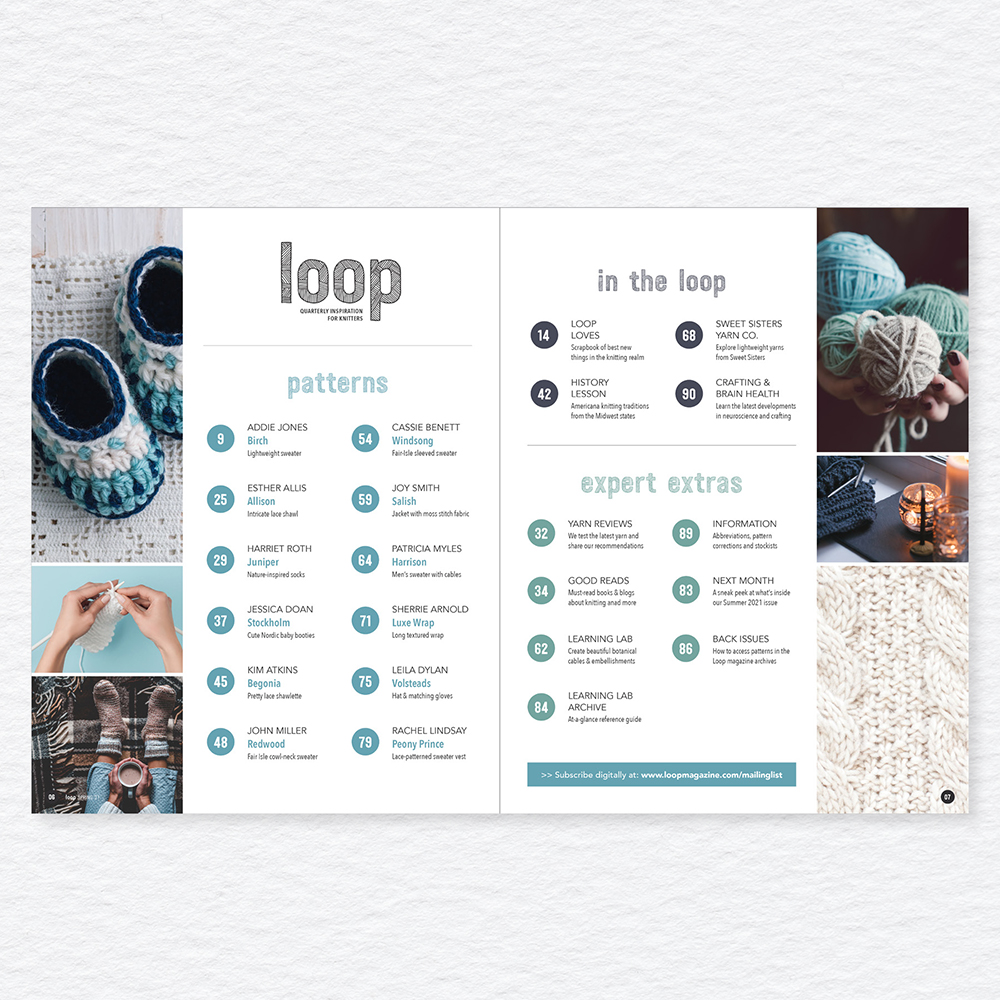 loop
QUARTERLY INSPIRATION
FOR KNITTERS
patterns
9
ADDIE JONES
Birch
Lightweight sweater
25
ESTHER ALLIS
Allison
Intricate lace shawl
29
HARRIET ROTH
Juniper
Nature-inspired socks
37
JESSICA DOAN
Stockholm
Cute Nordic baby booties
45
KIM ATKINS
Begonia
Pretty lace shawlette
48
JOHN MILLER
Redwood
Fair Isle cowl-neck sweater
54
CASSIE BENETT
Windsong
Fair-Isle sleeved sweater
59
JOY SMITH
Salish
Jacket with moss stitch fabric
64
PATRICIA MYLES
Harrison
Men's sweater with cables
71
SHERRIE ARNOLD
Luxe Wrap
Long textured wrap
75
LEILA DYLAN
Volsteads
Hat & matching gloves
79
RACHEL LINDSAY
Peony Prince
Lace-patterned sweater vest
06 loop
in the loop
14
LOOP
LOVES
Scrapbook of best new
things in the knitting realm
42
HISTORY
LESSON
Americana knitting traditions
from the Midwest states
68
SWEET SISTERS
YARN CO.
Explore lightweight yarns
from Sweet Sisters
90
CRAFTING &
BRAIN HEALTH
Learn the latest developments
in neuroscience and crafting
expert extras
32
YARN REVIEWS
We test the latest yarn and
share our recommendations
34
GOOD READS
Must-read books & blogs
about knitting anad more
62
LEARNING LAB
Create beautiful botanical
cables & embellishments
84
LEARNING LAB
ARCHIVE
At-a-glance reference guide
89
INFORMATION
Abbreviations, pattern
corrections and stockists
83
NEXT MONTH
A sneak peek at what's inside
our Summer 2021 issue
86
BACK ISSUES
How to access patterns in the
Loop magazine archives
>> Subscribe digitally at: www.loopmagazine.com/mailinglist
07